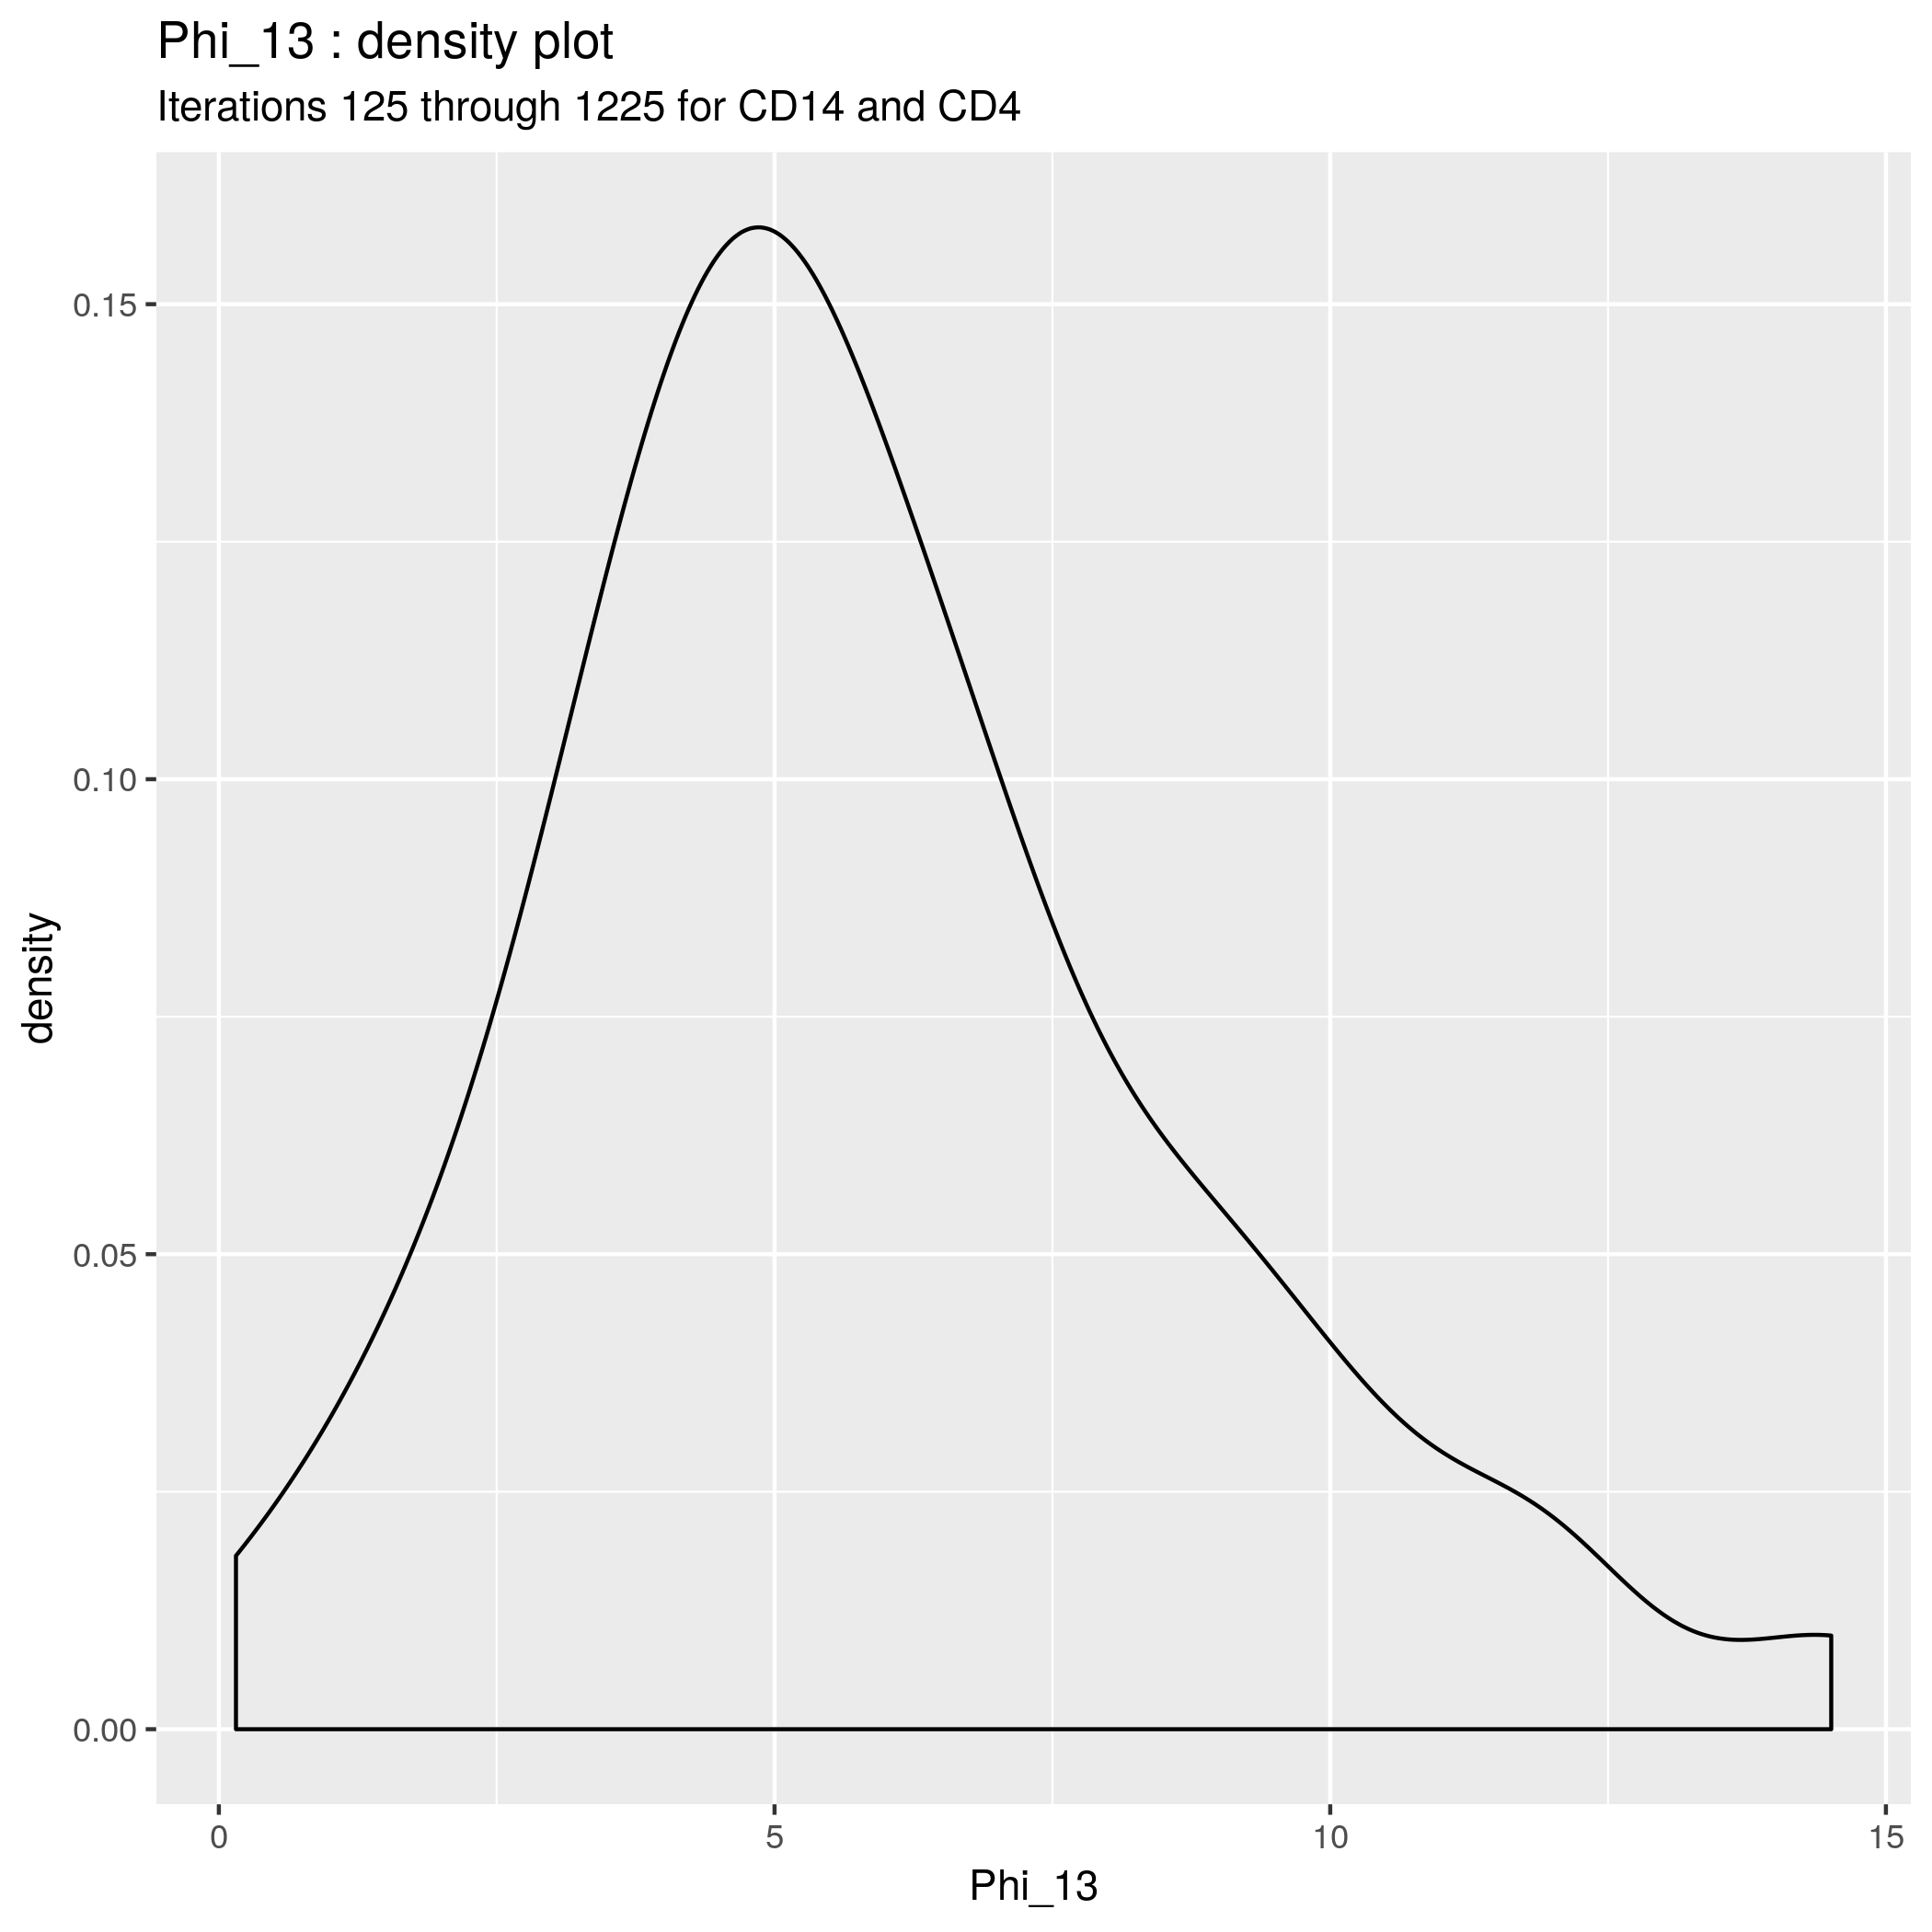 Phi_13 : density plot
Iterations 125 through 1225 for CD14 and CD4
density
0.15
0.10
0.05
0.00
0 5 10 15
Phi_13